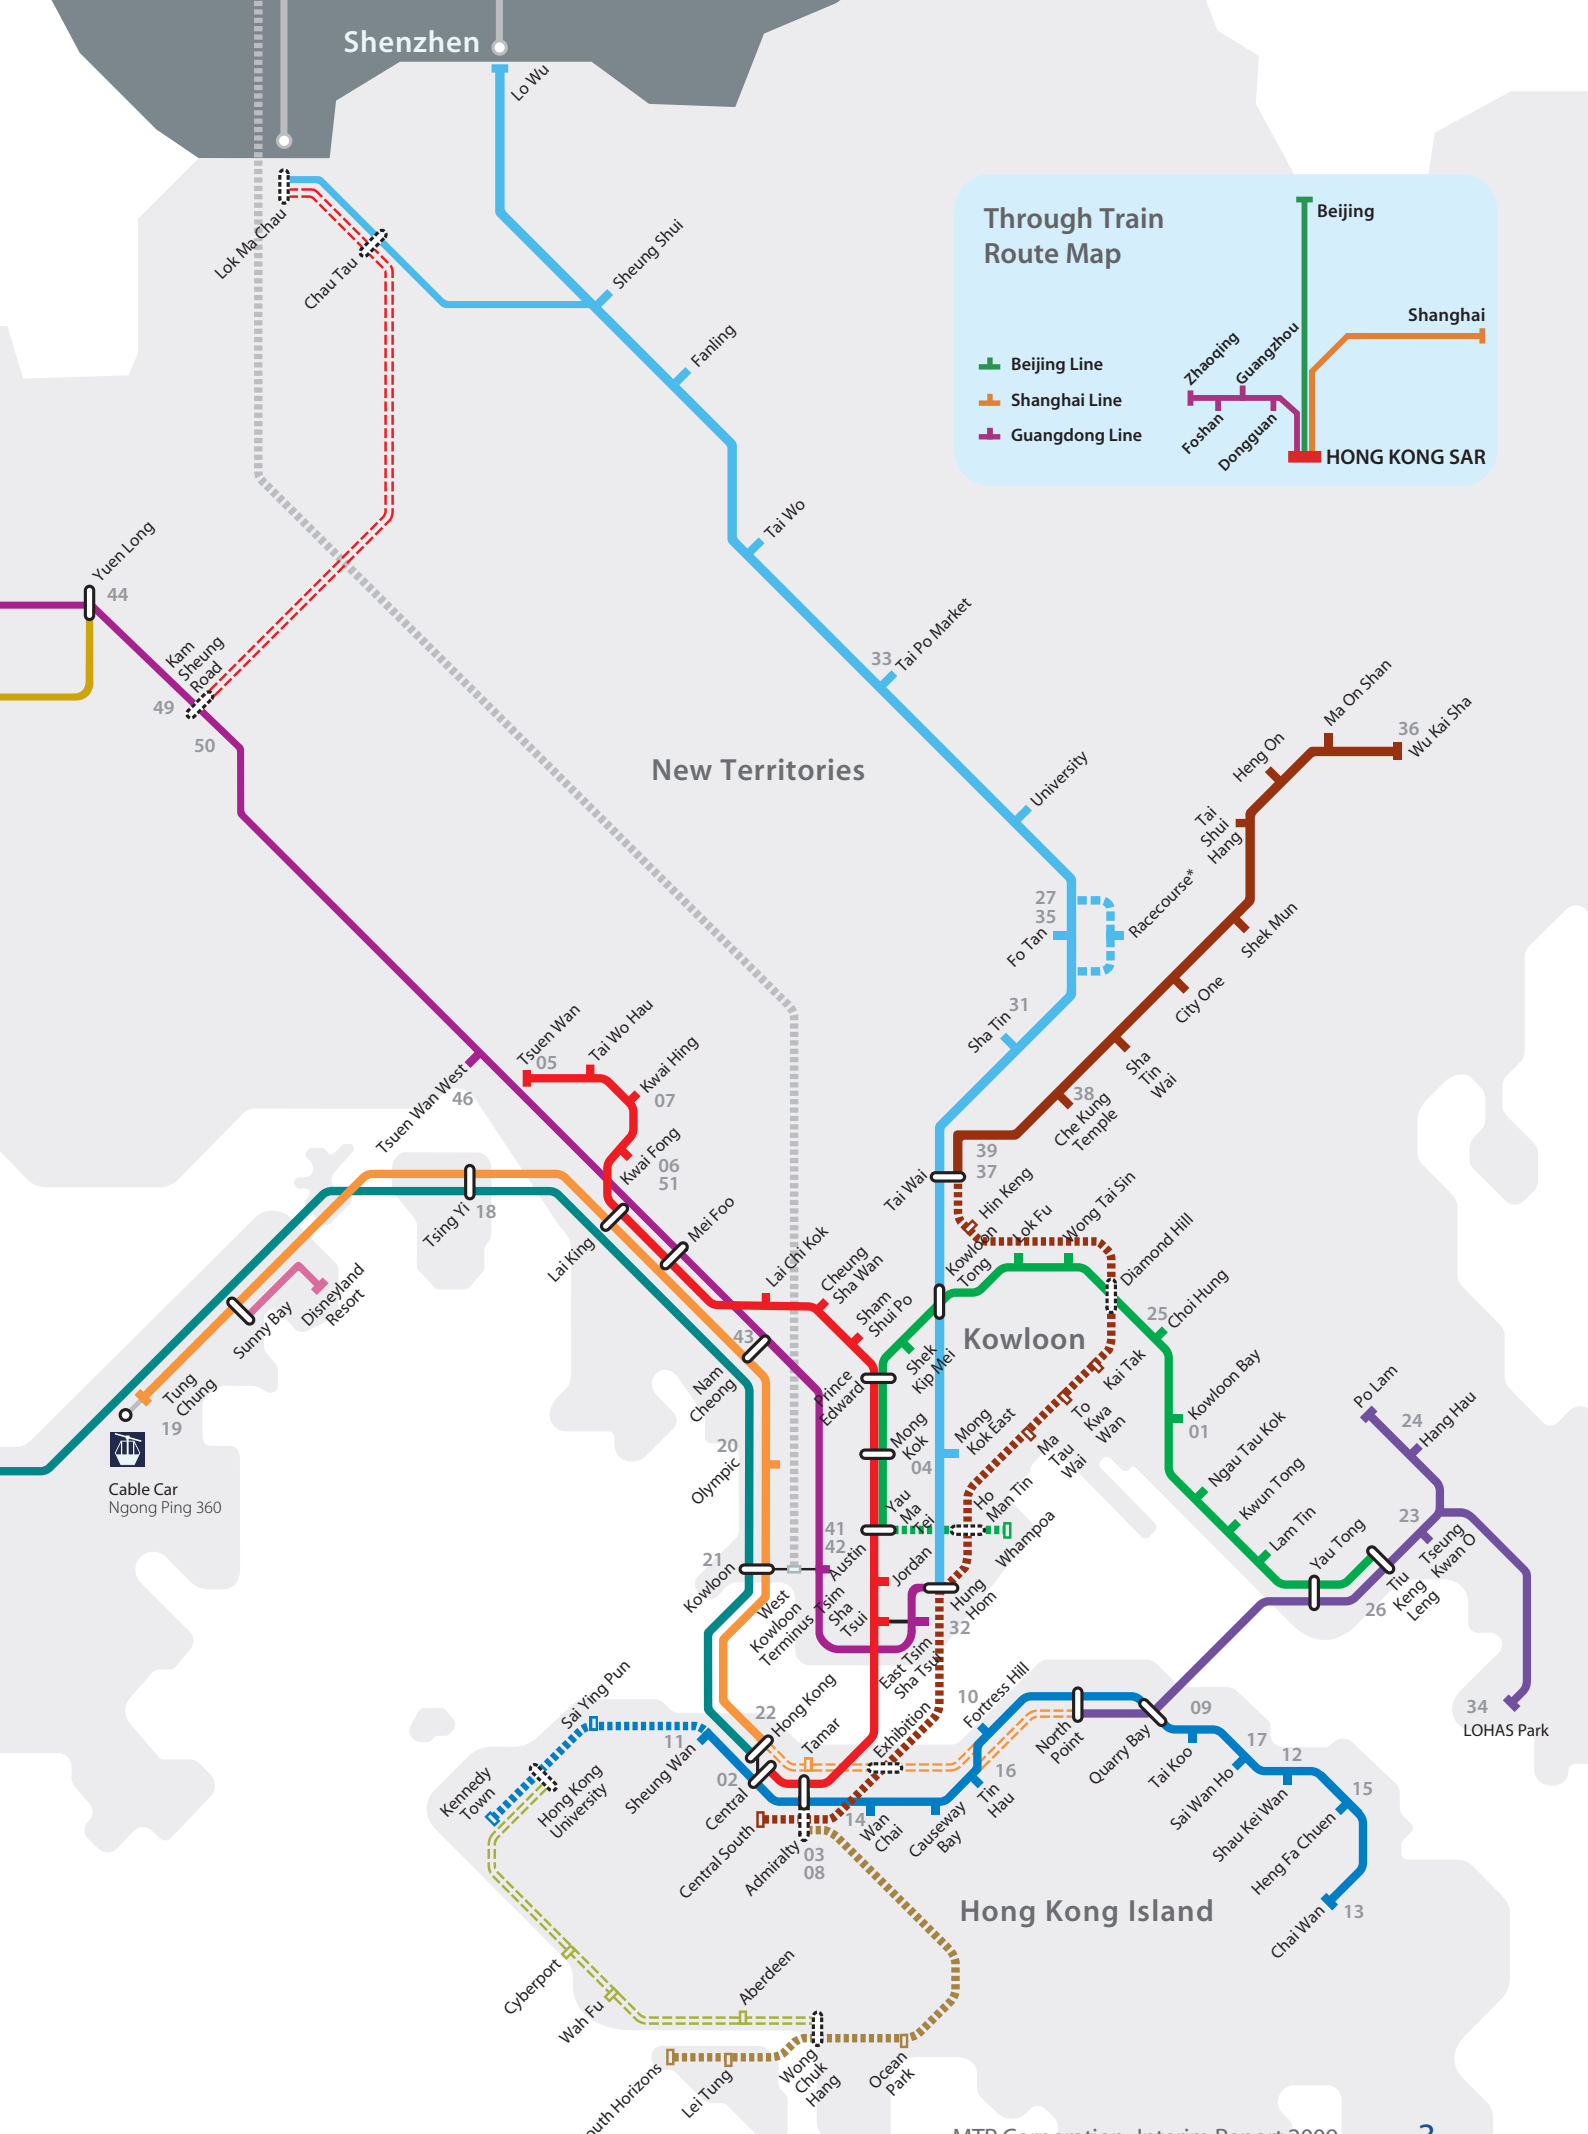 Shenzhen
Lo Wu
Lok Ma Chau
Chau Tau
Sheung Shui
Fanling
Through Train
Route Map
Beijing
Shanghai
Zhaoqing
Guangzhou
Foshan
Dongguan
HONG KONG SAR
Beijing Line
Shanghai Line
Guangdong Line
Tai Wo
Yuen Long
44
Kam
Sheung
Road
49
50
33
Tai Po Market
New Territories
University
Ma On Shan
36
Wu Kai Sha
Heng On
Tai
Shui
Hang
27
35
Fo Tan
Racecourse*
Shek Mun
City One
31
Sha Tin
Sha
Tin
Wai
38
Che Kung
Temple
Tsuen Wan West
46
Tsuen Wan
05
Tai Wo Hau
Kwai Hing
07
Kwai Fong
06
51
39
37
Tai Wai
Hin Keng
Tsing Yi
18
Lai King
Mei Foo
Lai Chi Kok
Cheung
Sha Wan
Sham
Shui Po
Kowloon
Tong
Lok Fu
Wong Tai Sin
Diamond Hill
25
Choi Hung
Kowloon
Sunny Bay
Disneyland
Resort
Tung
Chung
19
Cable Car
Ngong Ping 360
43
Nam
Cheong
Prince
Edward
Shek
Kip Mei
Kai Tak
To
Kwa
Wan
Ma
Tau
Wai
Kowloon Bay
01
Po Lam
24
Hang Hau
Ngau Tau Kok
Kwun Tong
Lam Tin
Yau Tong
23
Tseung
Kwan O
Tiu
Keng
Leng
26
20
Olympic
Mong
Kok
04
Mong
Kok East
Yau
Ma
Tei
Ho
Man Tin
Whampoa
41
42
Austin
Jordan
21
Kowloon
West
Kowloon
Terminus
Tsim
Sha
Tsui
Hung
Hom
32
East Tsim
Sha Tsui
34
LOHAS Park
Sai Ying Pun
22
Hong Kong
Tamar
Exhibition
10
Fortress Hill
North
Point
Quarry Bay
09
Tai Koo
17
Sai Wan Ho
12
Shau Kei Wan
15
Heng Fa Chuen
Chai Wan
13
11
Sheung Wan
Kennedy
Town
Hong Kong
University
02
Central
Central South
Admiralty
03
08
14
Wan
Chai
Causeway
Bay
16
Tin
Hau
Hong Kong Island
Cyberport
Wah Fu
Aberdeen
Wong
Chuk
Hang
Ocean
Park
Lei Tung
outh Horizons
MTR Corporation Interim Report 2009
3